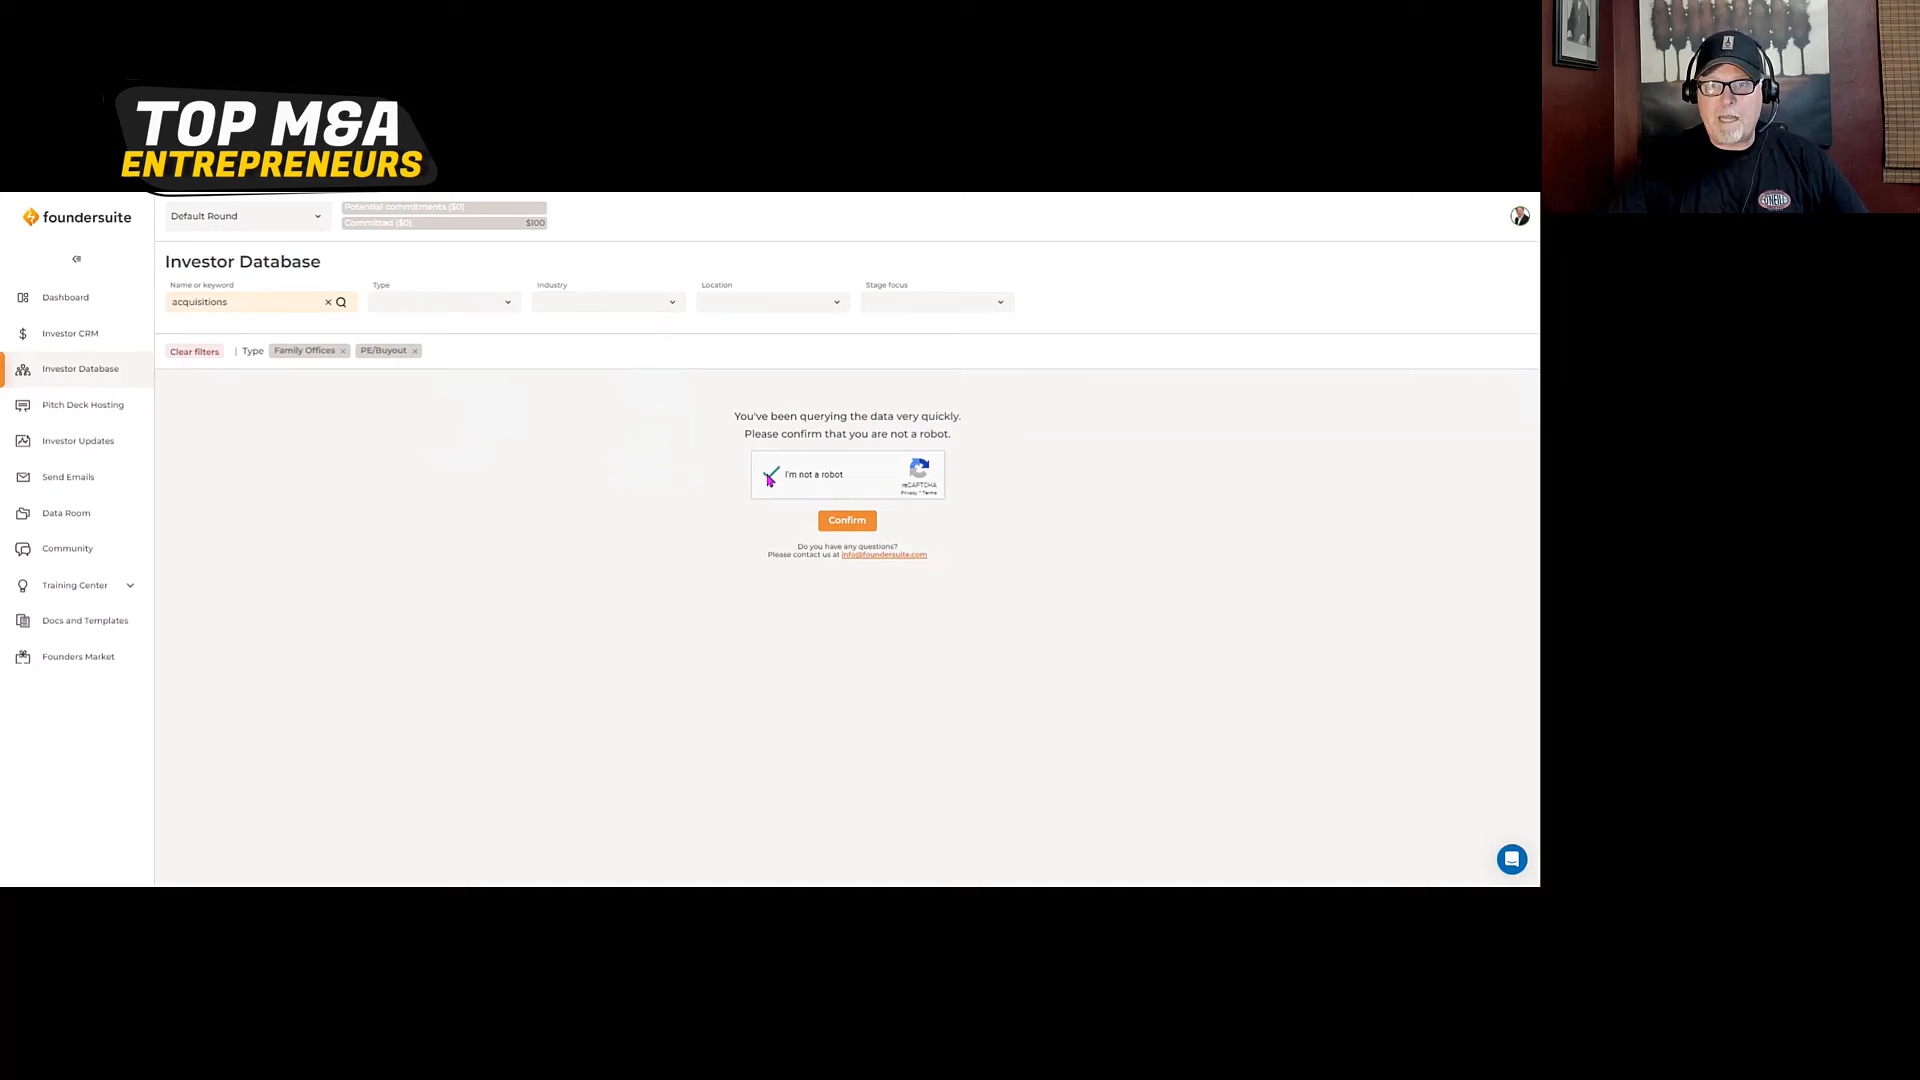 TOP M&A
ENTREPRENEURS
foundersuite
Default Round
Potential commitments ($0)
Committed ($0)
$100
Dashboard
Investor CRM
Investor Database
Pitch Deck Hosting
Investor Updates
Send Emails
Data Room
Community
Training Center
Docs and Templates
Founders Market
Investor Database
Name or keyword
Type
Industry
Location
Stage focus
acquisitions
Clear filters
| Type
Family Offices
PE/Buyout
You've been querying the data very quickly.
Please confirm that you are not a robot.
I'm not a robot
reCAPTCHA
Privacy - Terms
Confirm
Do you have any questions?
Please contact us at info@foundersuite.com
O'NEILL